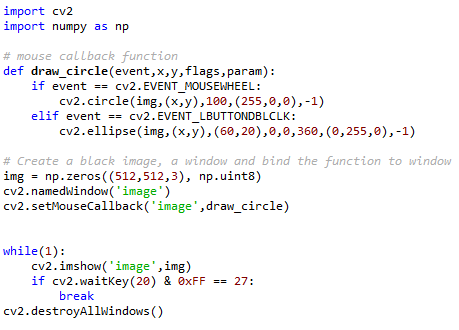 import cv2
import numpy as np
# mouse callback function
def draw_circle(event,x,y,flags,param):
    if event == cv2.EVENT_MOUSEWHEEL:
        cv2.circle(img,(x,y),100,(255,0,0),-1)
    elif event == cv2.EVENT_LBUTTONDBLCLK:
        cv2.ellipse(img,(x,y),(60,20),0,0,360,(0,255,0),-1)
# Create a black image, a window and bind the function to window
img = np.zeros((512,512,3), np.uint8)
cv2.namedWindow('image')
cv2.setMouseCallback('image',draw_circle)
while(1):
    cv2.imshow('image',img)
    if cv2.waitKey(20) & 0xFF == 27:
        break
cv2.destroyAllWindows()